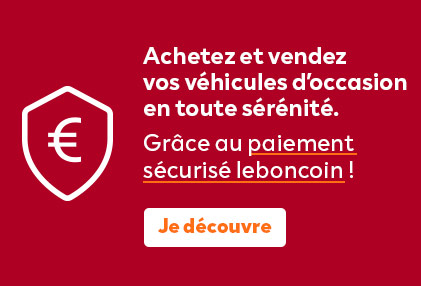 Achetez et vendez
vos véhicules d'occasion
en toute sérénité.
€
Grâce au paiement
sécurisé leboncoin !
Je découvre